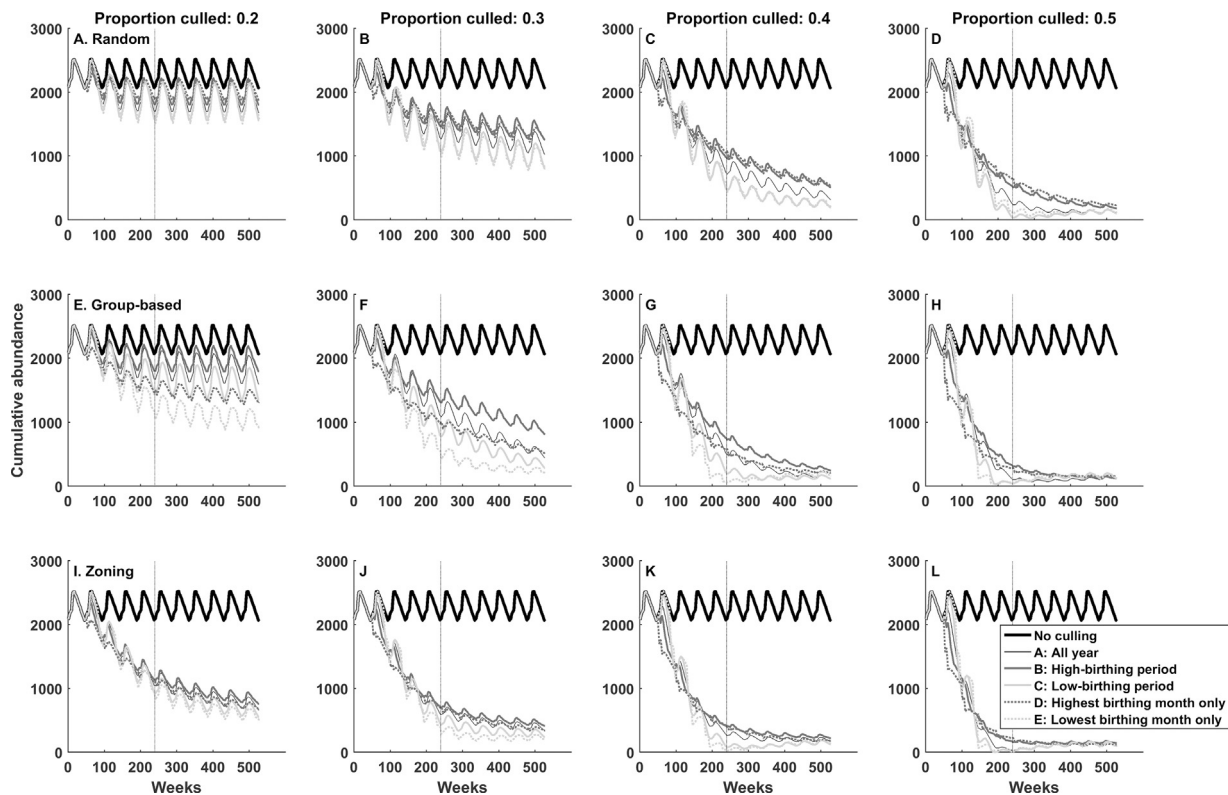 Proportion culled: 0.2 Proportion culled: 0.3 Proportion culled: 0.4 Proportion culled: 0.5
3000 A. Random 3000 B 3000 C 3000 D
2000 2000 2000 2000
1000 1000 1000 1000
0 0 0 0
0 100 200 300 400 500 0 100 200 300 400 500 0 100 200 300 400 500 0 100 200 300 400 500
Cumulative abundance
3000 E. Group-based 3000 F 3000 G 3000 H
2000 2000 2000 2000
1000 1000 1000 1000
0 0 0 0
0 100 200 300 400 500 0 100 200 300 400 500 0 100 200 300 400 500 0 100 200 300 400 500
3000 I. Zoning 3000 J 3000 K 3000 L
2000 2000 2000 2000
1000 1000 1000 1000
0 0 0 0
0 100 200 300 400 500 0 100 200 300 400 500 0 100 200 300 400 500 0 100 200 300 400 500
Weeks Weeks Weeks Weeks
No culling
A: All year
B: High-birthing period
C: Low-birthing period
D: Highest birthing month only
E: Lowest birthing month only